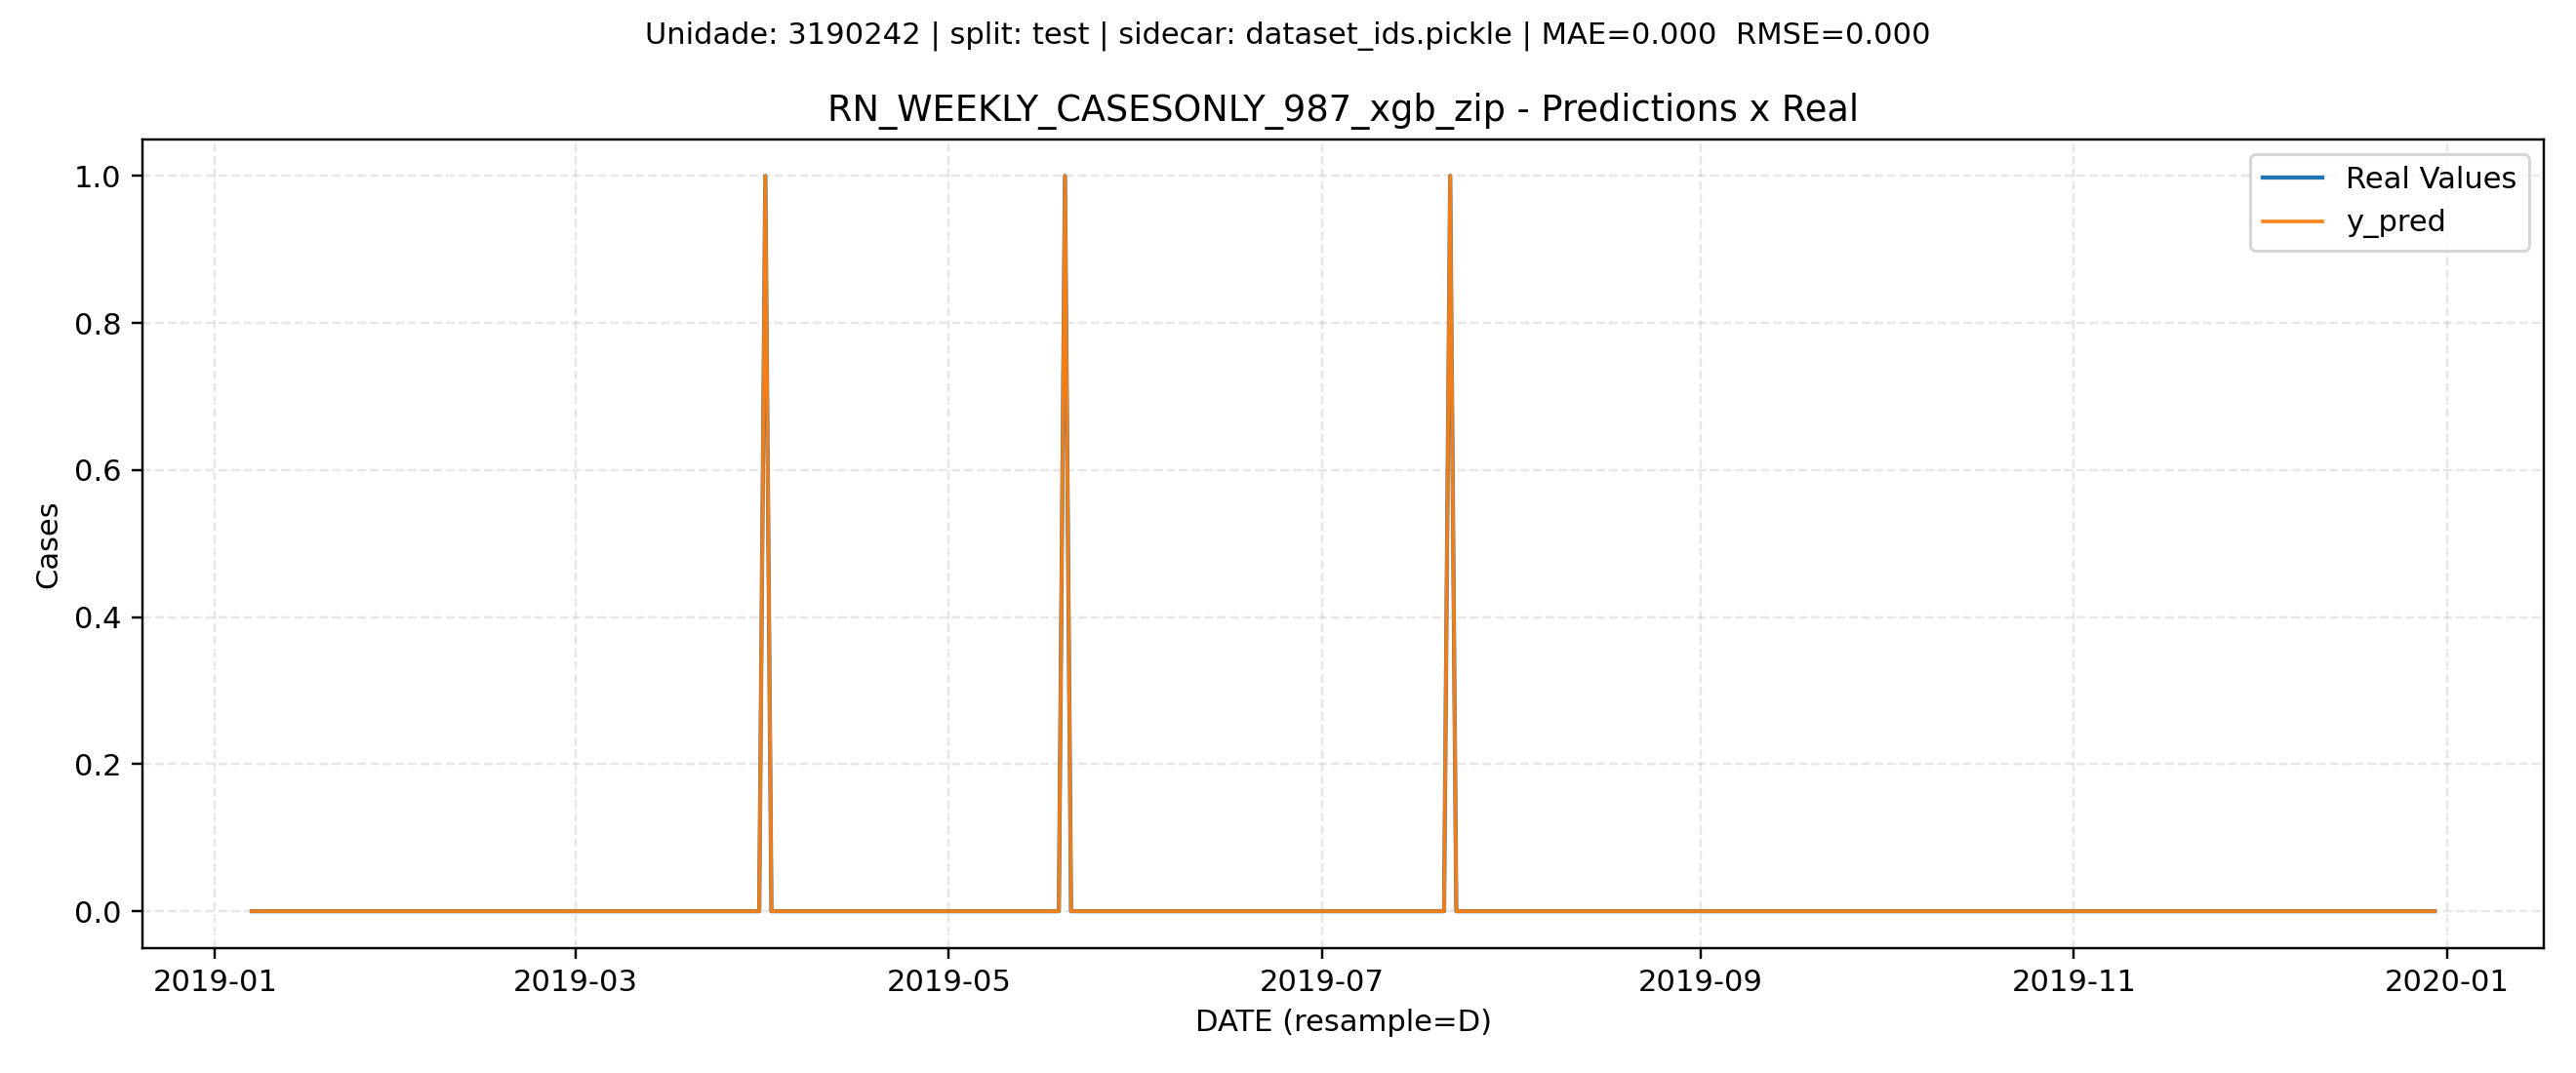 Unidade: 3190242 | split: test | sidecar: dataset_ids.pickle | MAE=0.000  RMSE=0.000
RN_WEEKLY_CASESONLY_987_xgb_zip - Predictions x Real
Real Values
y_pred
1.0
0.8
0.6
0.4
0.2
0.0
Cases
2019-01
2019-03
2019-05
2019-07
2019-09
2019-11
2020-01
DATE (resample=D)